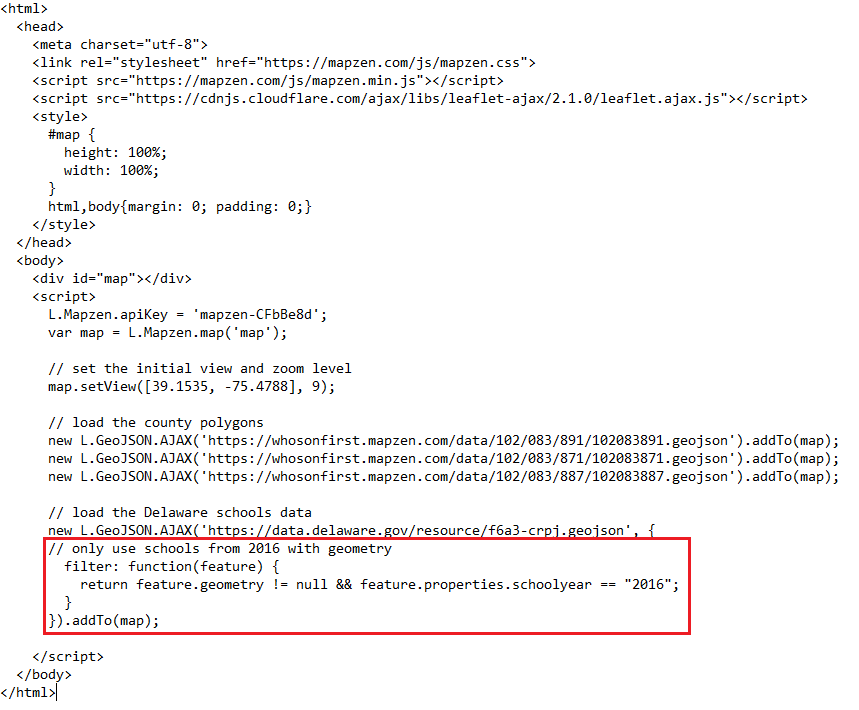 <html>
  <head>
    <meta charset="utf-8">
    <link rel="stylesheet" href="https://mapzen.com/js/mapzen.css">
    <script src="https://mapzen.com/js/mapzen.min.js"></script>
    <script src="https://cdnjs.cloudflare.com/ajax/libs/leaflet-ajax/2.1.0/leaflet.ajax.js"></script>
    <style>
      #map {
        height: 100%;
        width: 100%;
      }
      html,body{margin: 0; padding: 0;}
    </style>
  </head>
  <body>
    <div id="map"></div>
    <script>
      L.Mapzen.apiKey = 'mapzen-CFbBe8d';
      var map = L.Mapzen.map('map');

      // set the initial view and zoom level
      map.setView([39.1535, -75.4788], 9);

      // load the county polygons
      new L.GeoJSON.AJAX('https://whosonfirst.mapzen.com/data/102/083/891/102083891.geojson').addTo(map);
      new L.GeoJSON.AJAX('https://whosonfirst.mapzen.com/data/102/083/871/102083871.geojson').addTo(map);
      new L.GeoJSON.AJAX('https://whosonfirst.mapzen.com/data/102/083/887/102083887.geojson').addTo(map);

      // load the Delaware schools data
      new L.GeoJSON.AJAX('https://data.delaware.gov/resource/f6a3-crpj.geojson', {
      // only use schools from 2016 with geometry
        filter: function(feature) {
          return feature.geometry != null && feature.properties.schoolyear == "2016";
        }
      }).addTo(map);

    </script>
  </body>
</html>